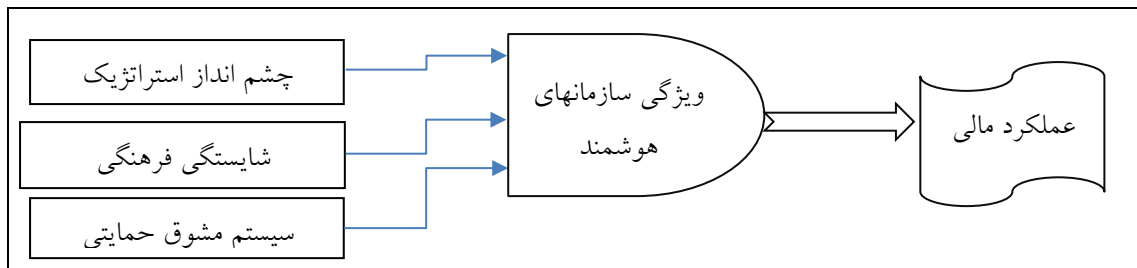 چشم انداز استراتژیک
شایستگی فرهنگی
سیستم مشوق حمایتی
ویژگی سازمانهای
هوشمند
عملکرد مالی